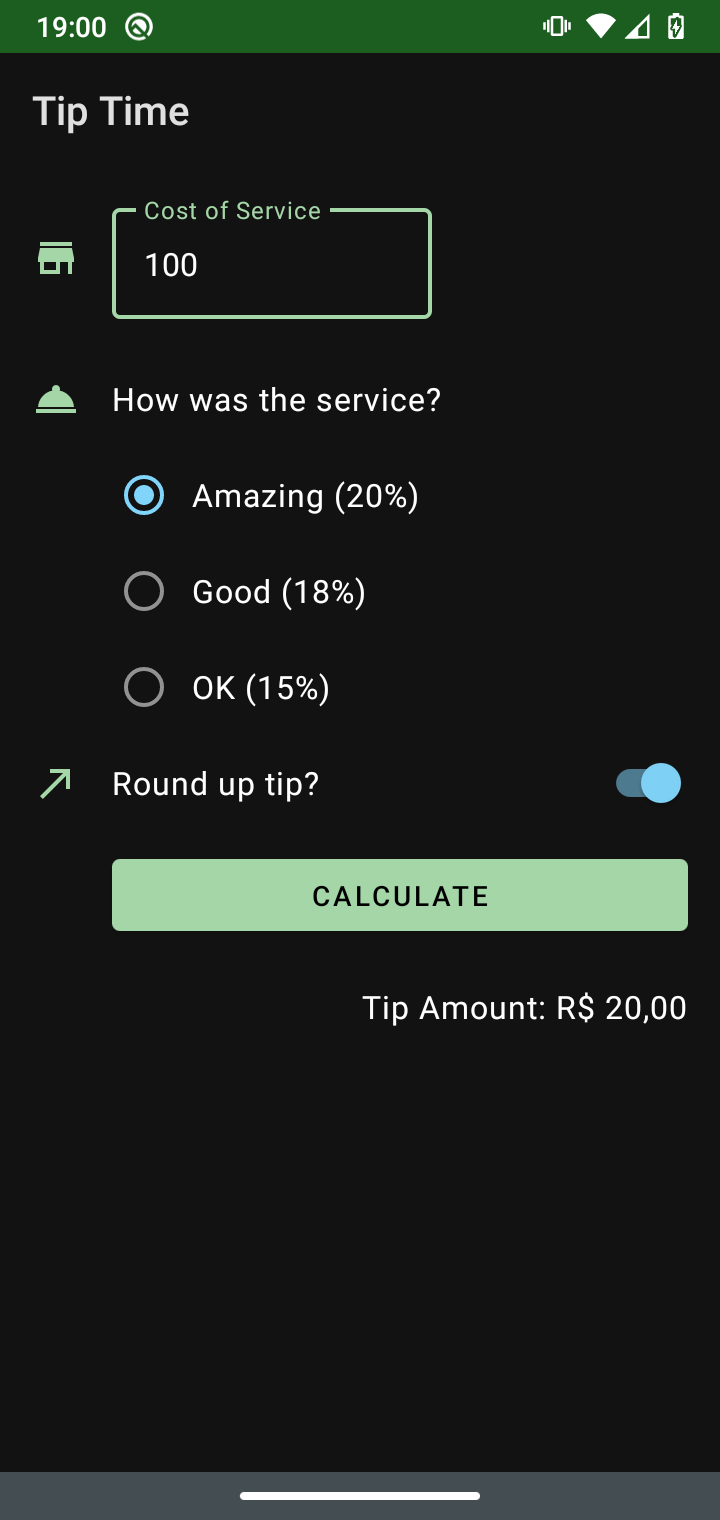 19:00
Tip Time
Cost of Service
100
How was the service?
Amazing (20%)
Good (18%)
OK (15%)
Round up tip?
CALCULATE
Tip Amount: R$ 20,00